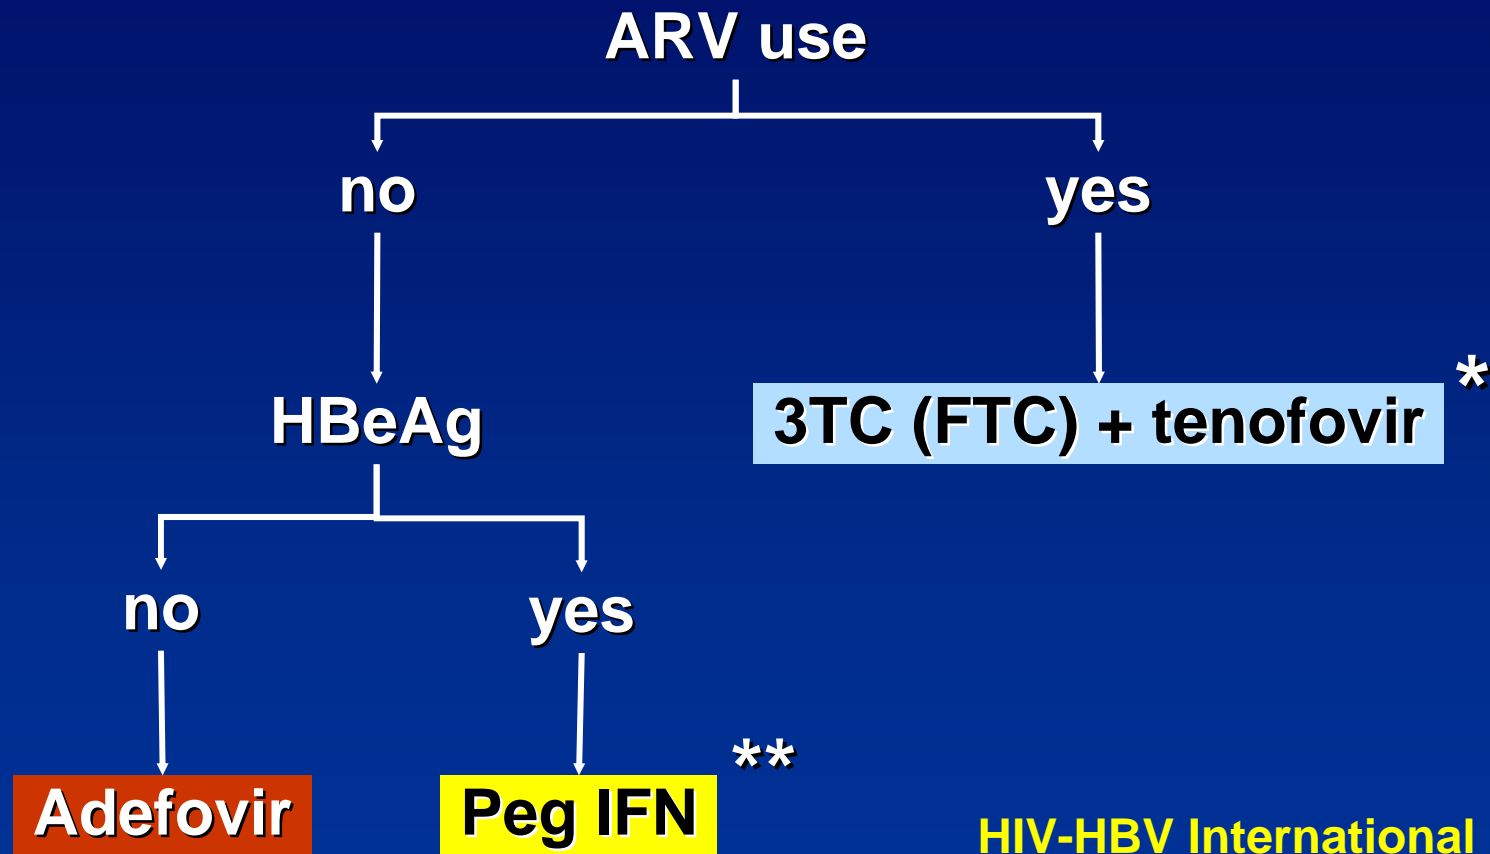 ARV use
no yes
HBeAg 3TC (FTC) + tenofovir *
no yes
Adefovir Peg IFN **
HIV-HBV International